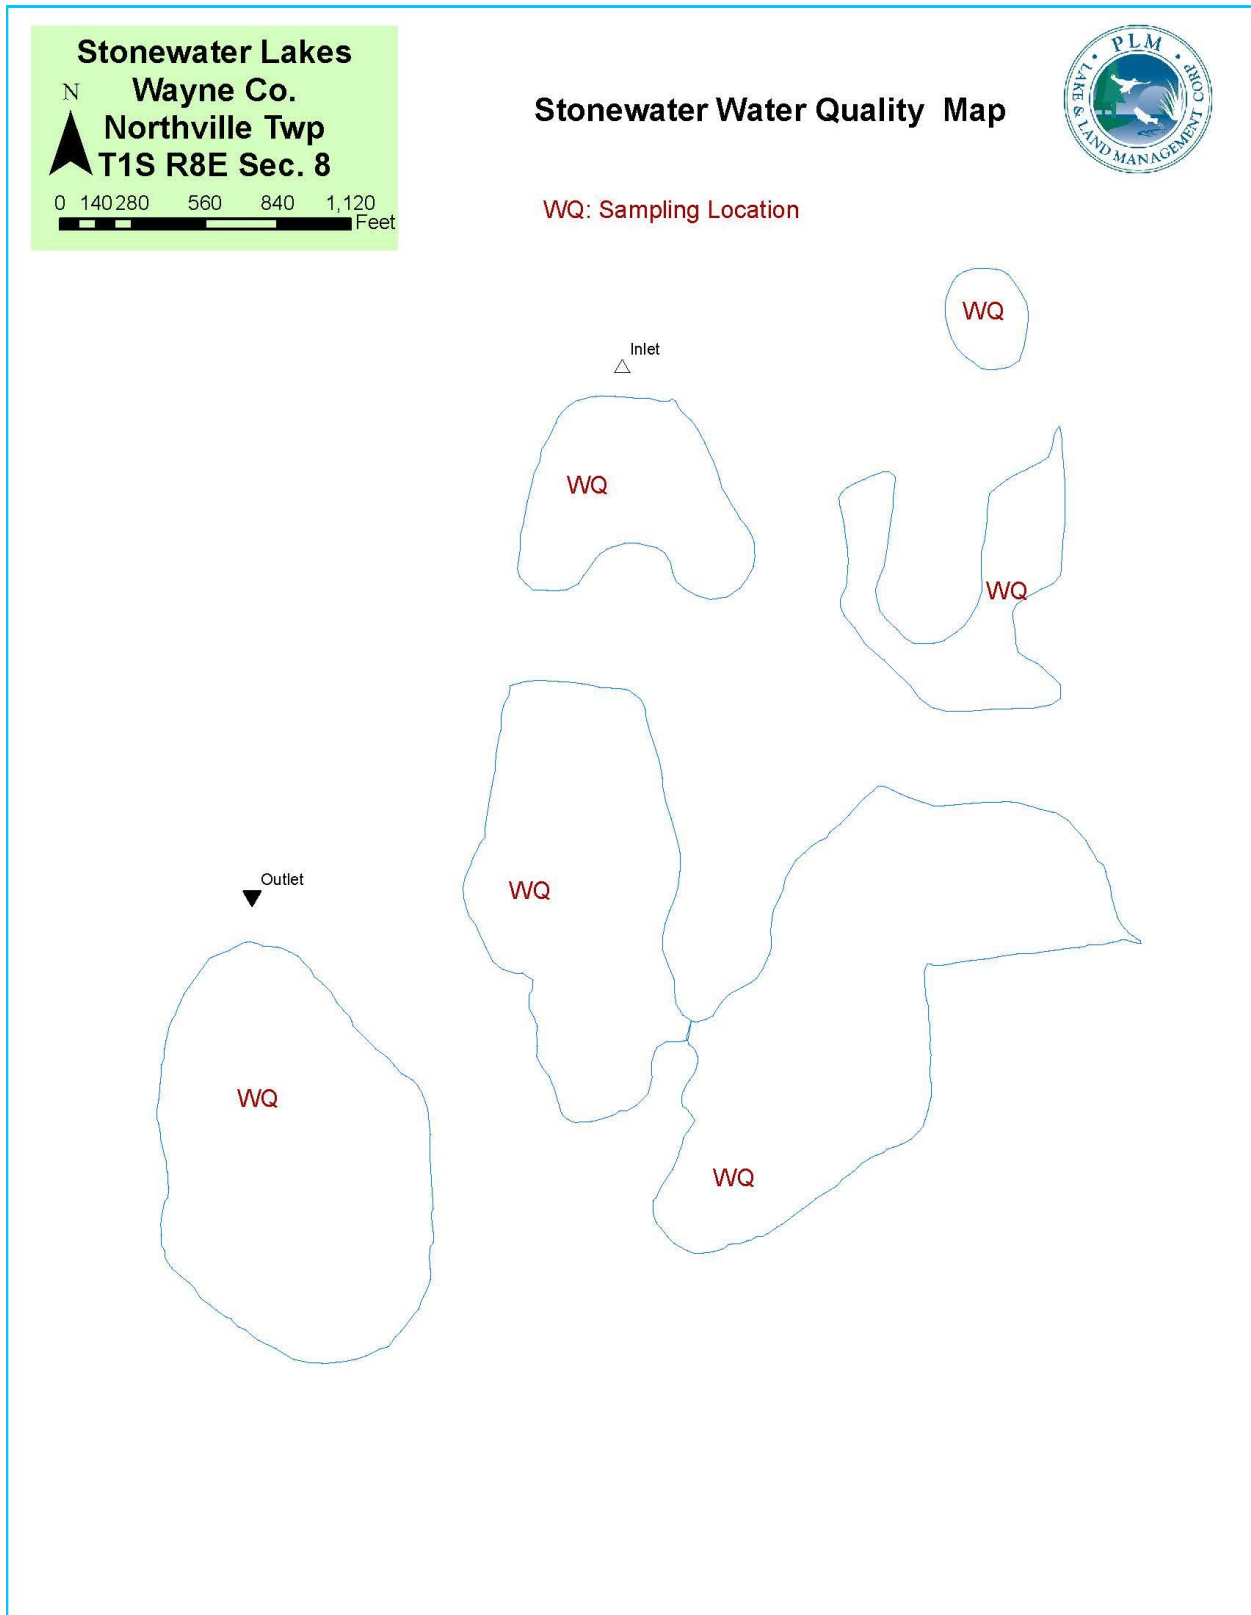 Stonewater Lakes
Wayne Co.
Northville Twp
T1S R8E Sec. 8
N
0 140 280 560 840 1,120
Feet
Stonewater Water Quality Map
PLM
LAKE & LAND MANAGEMENT CORP
WQ: Sampling Location
WQ
Inlet
WQ
WQ
Outlet
WQ
WQ
WQ